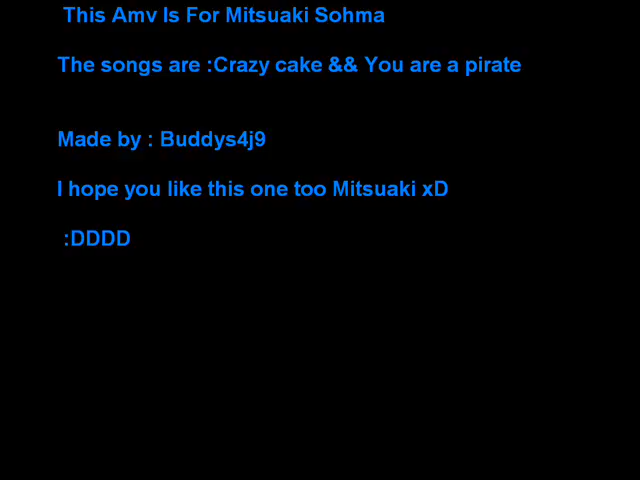 This Amv Is For Mitsuaki Sohma
The songs are :Crazy cake && You are a pirate
Made by : Buddys4j9
I hope you like this one too Mitsuaki xD
:DDDD